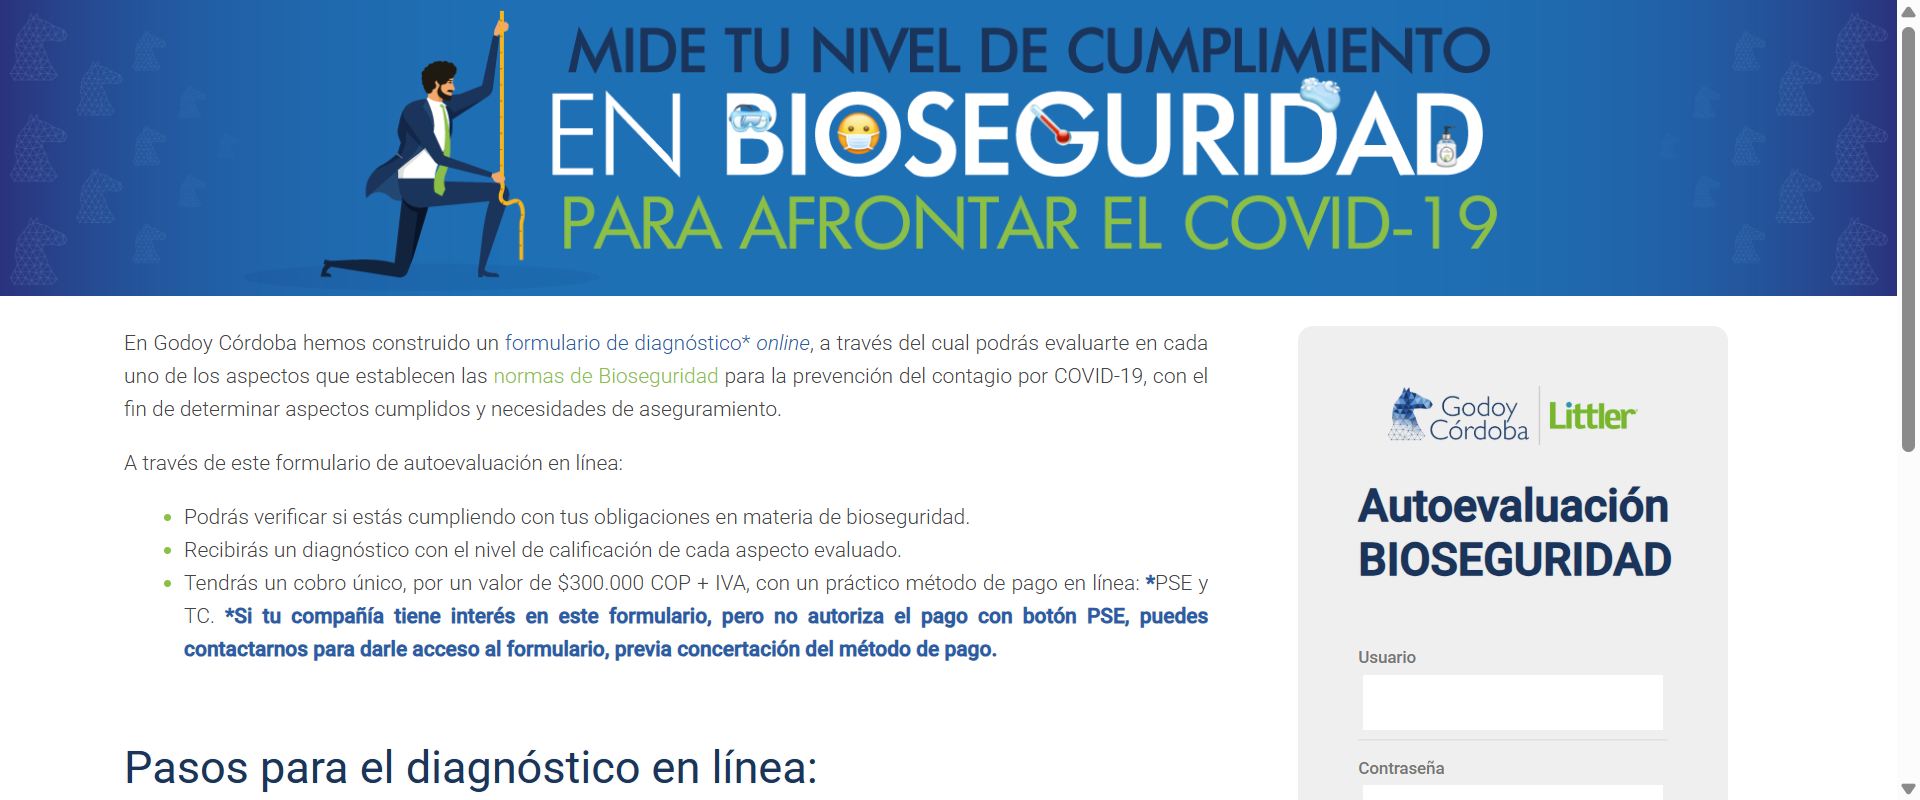 MIDE TU NIVEL DE CUMPLIMIENTO
EN BIOSEGURIDAD
PARA AFRONTAR EL COVID-19
En Godoy Córdoba hemos construido un formulario de diagnóstico* online, a través del cual podrás evaluarte en cada
uno de los aspectos que establecen las normas de Bioseguridad para la prevención del contagio por COVID-19, con el
fin de determinar aspectos cumplidos y necesidades de aseguramiento.
A través de este formulario de autoevaluación en línea:
Podrás verificar si estás cumpliendo con tus obligaciones en materia de bioseguridad.
Recibirás un diagnóstico con el nivel de calificación de cada aspecto evaluado.
Tendrás un cobro único, por un valor de $300.000 COP + IVA, con un práctico método de pago en línea: *PSE y
TC. *Si tu compañía tiene interés en este formulario, pero no autoriza el pago con botón PSE, puedes
contactarnos para darle acceso al formulario, previa concertación del método de pago.
Pasos para el diagnóstico en línea:
Godoy
Córdoba
Littler
Autoevaluación
BIOSEGURIDAD
Usuario
Contraseña